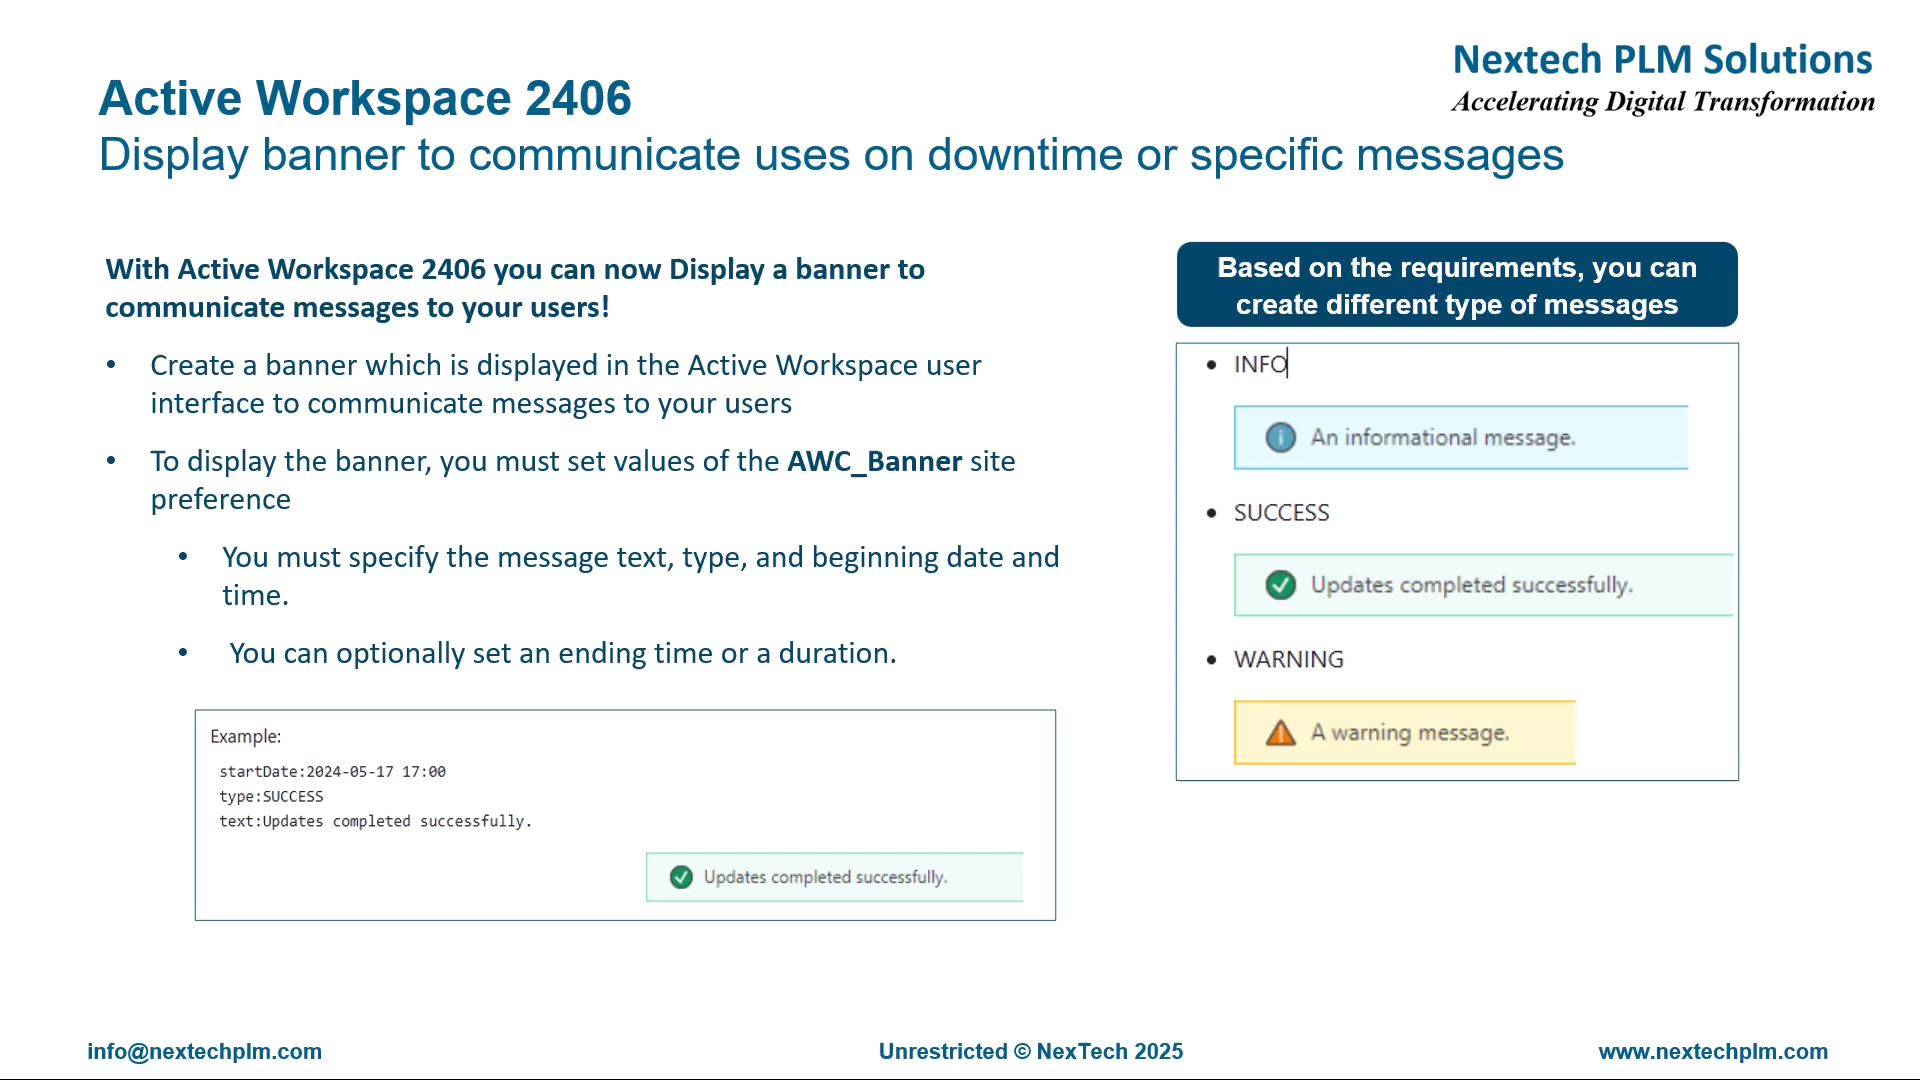 Nextech PLM Solutions
Accelerating Digital Transformation
Active Workspace 2406
Display banner to communicate uses on downtime or specific messages
With Active Workspace 2406 you can now Display a banner to
communicate messages to your users!
• Create a banner which is displayed in the Active Workspace user
interface to communicate messages to your users
• To display the banner, you must set values of the AWC_Banner site
preference
• You must specify the message text, type, and beginning date and
time.
• You can optionally set an ending time or a duration.
Example:
startDate:2024-05-17 17:00
type:SUCCESS
text:Updates completed successfully.
Updates completed successfully.
Based on the requirements, you can
create different type of messages
• INFO
An informational message.
• SUCCESS
Updates completed successfully.
• WARNING
A warning message.
info@nextechplm.com
Unrestricted © NexTech 2025
www.nextechplm.com